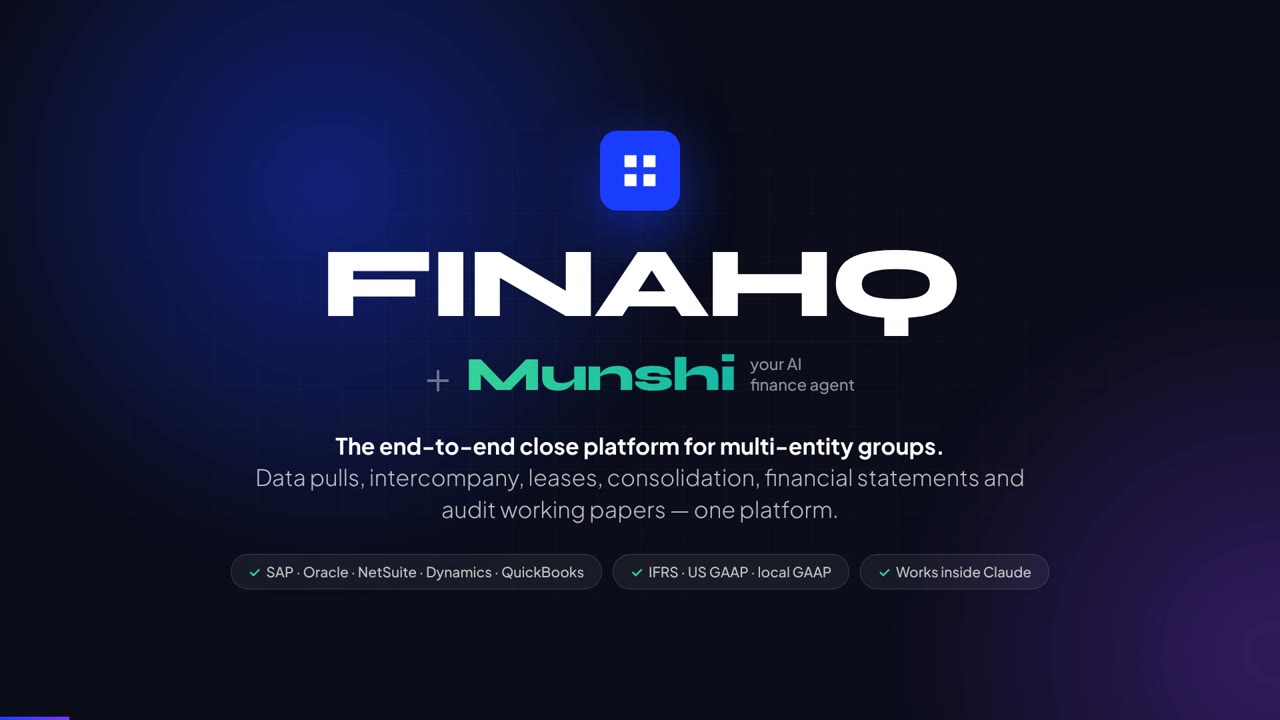 FINAHQ
+ Munshi your AI finance agent
The end-to-end close platform for multi-entity groups.
Data pulls, intercompany, leases, consolidation, financial statements and
audit working papers — one platform.
✓ SAP · Oracle · NetSuite · Dynamics · QuickBooks
✓ IFRS · US GAAP · local GAAP
✓ Works inside Claude